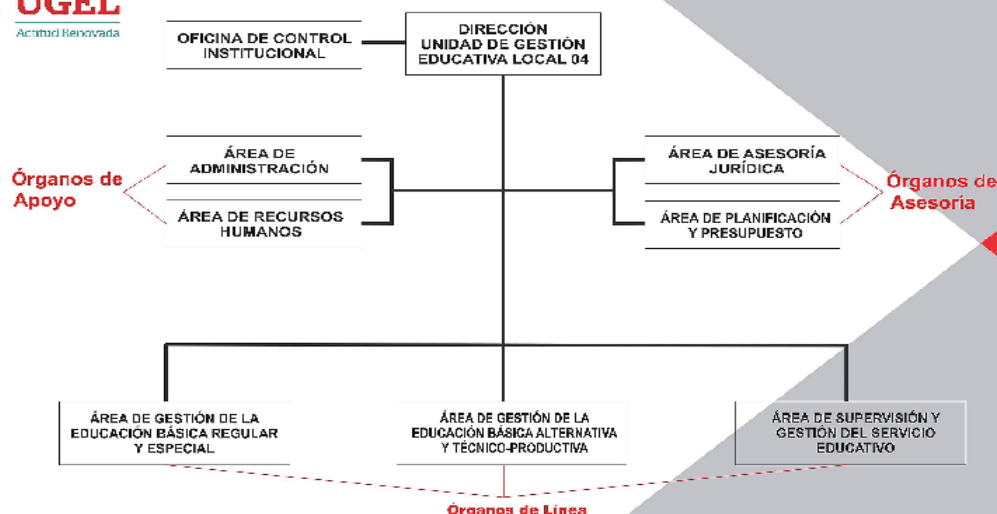 UGEL
Actitud Renovada
OFICINA DE CONTROL
INSTITUCIONAL
DIRECCIÓN
UNIDAD DE GESTIÓN
EDUCATIVA LOCAL 04
ÁREA DE
ADMINISTRACIÓN
ÁREA DE ASESORÍA
JURÍDICA
Órganos de
Apoyo
Órganos de
Asesoría
ÁREA DE RECURSOS
HUMANOS
ÁREA DE PLANIFICACIÓN
Y PRESUPUESTO
ÁREA DE GESTIÓN DE LA
EDUCACIÓN BÁSICA REGULAR
Y ESPECIAL
ÁREA DE GESTIÓN DE LA
EDUCACIÓN BÁSICA ALTERNATIVA
Y TÉCNICO-PRODUCTIVA
ÁREA DE SUPERVISIÓN Y
GESTIÓN DEL SERVICIO
EDUCATIVO
Órganos de Línea